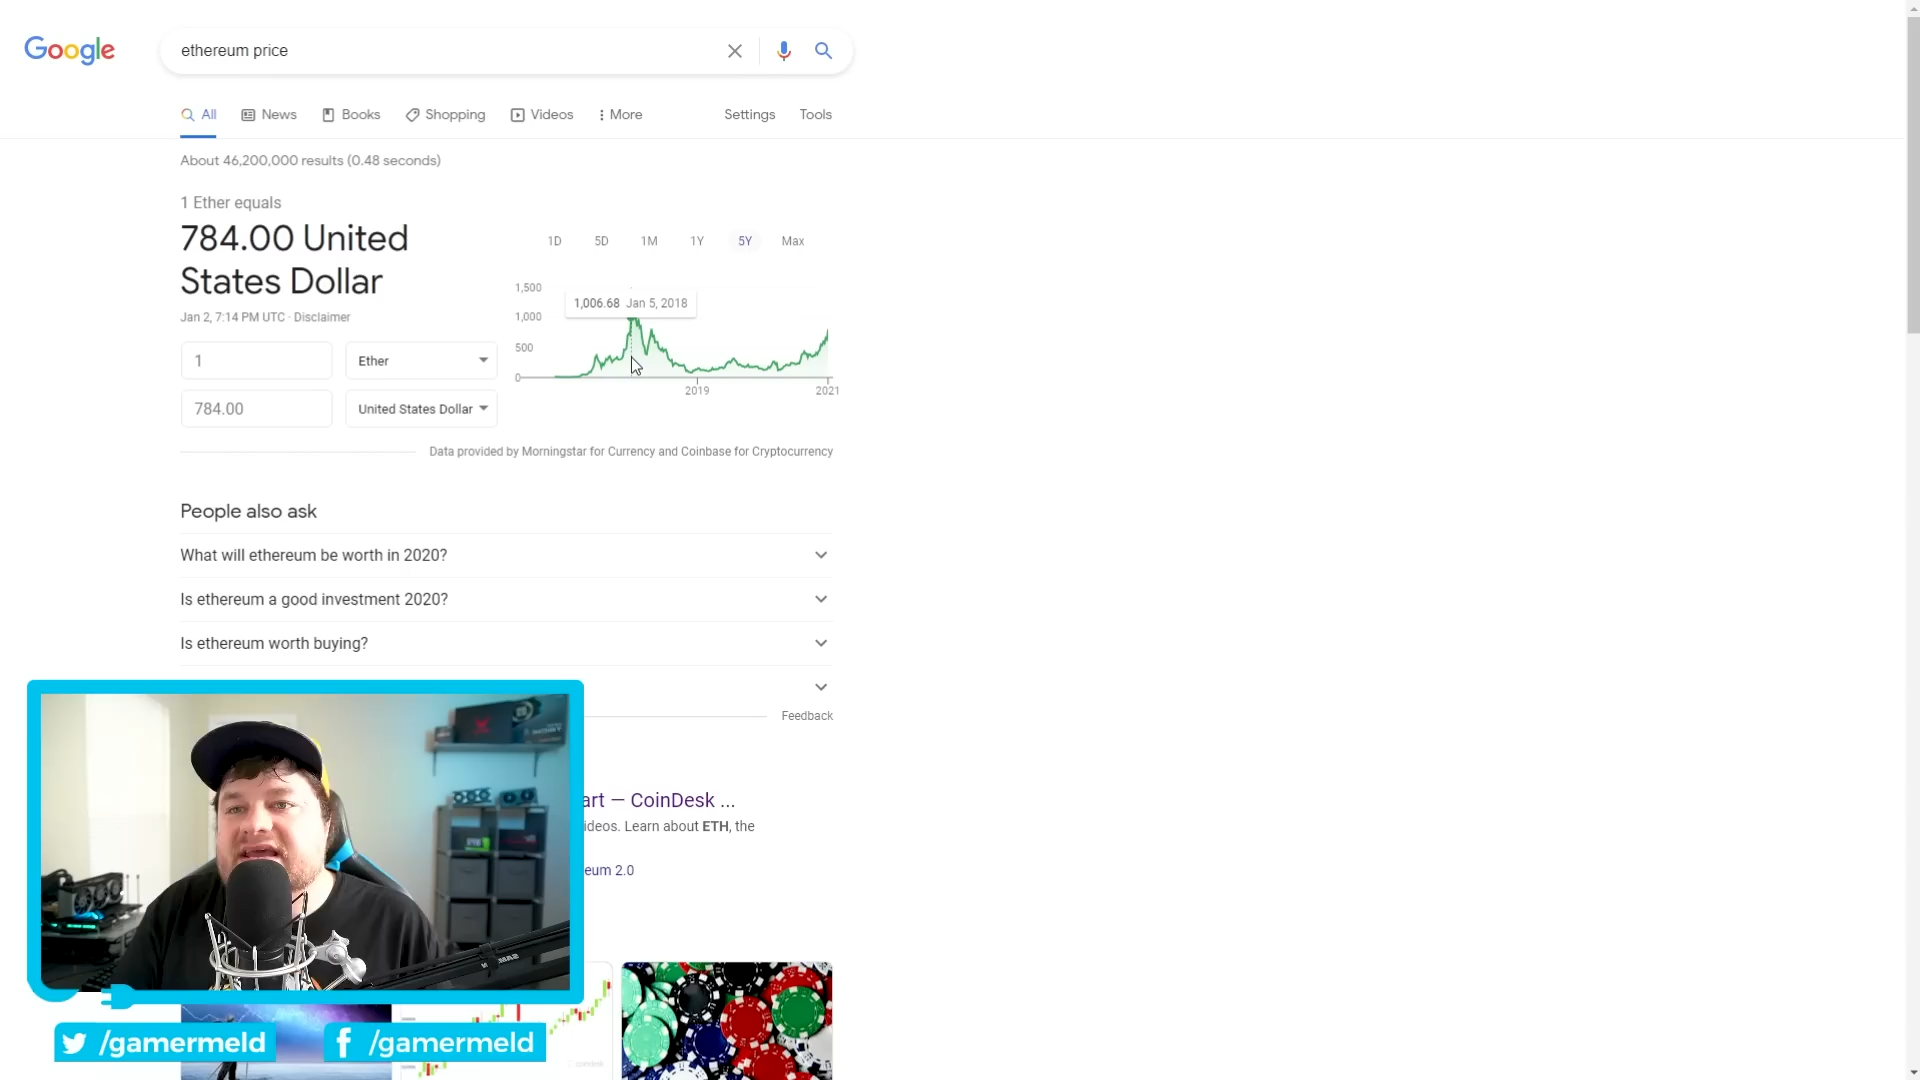 Google
ethereum price
All
News
Books
Shopping
Videos
More
Settings
Tools
About 46,200,000 results (0.48 seconds)
1 Ether equals
784.00 United
States Dollar
Jan 2, 7:14 PM UTC · Disclaimer
1
Ether
784.00
United States Dollar
1D
5D
1M
1Y
5Y
Max
1,500
1,006.68 Jan 5, 2018
1,000
500
0
2019
2021
Data provided by Morningstar for Currency and Coinbase for Cryptocurrency
People also ask
What will ethereum be worth in 2020?
Is ethereum a good investment 2020?
Is ethereum worth buying?
Feedback
art — CoinDesk ...
ideos. Learn about ETH, the
eum 2.0
/gamermeld
/gamermeld